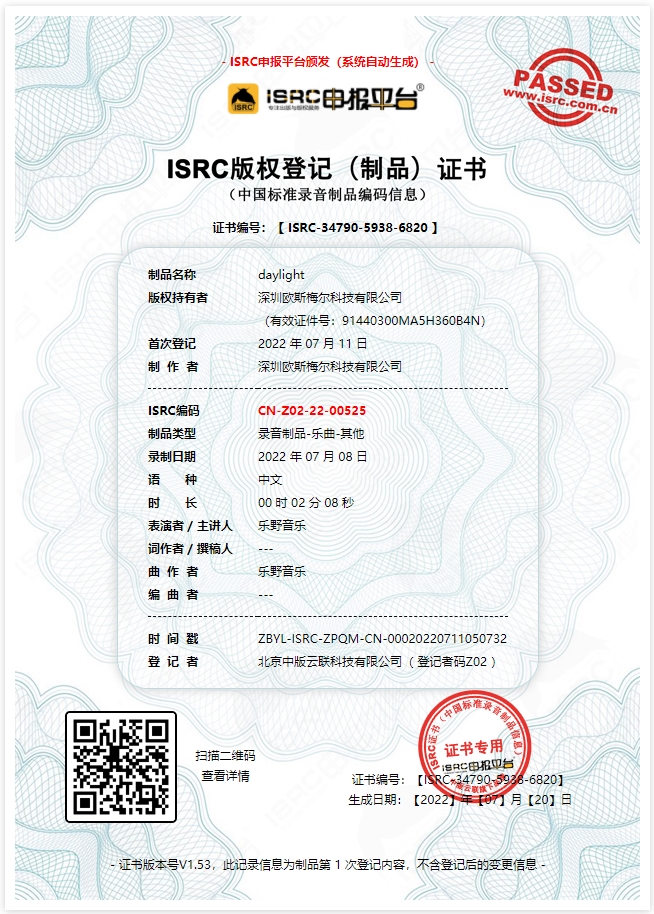 - ISRC申报平台颁发（系统自动生成） -
ISRC
ISRC申报平台®
专注出版与版权服务
PASSED
www.isrc.com.cn
ISRC版权登记（制品）证书
（中国标准录音制品编码信息）
证书编号：【 ISRC-34790-5938-6820 】
制品名称 daylight
版权持有者 深圳欧斯梅尔科技有限公司
（有效证件号：91440300MA5H360B4N）
首次登记 2022 年 07 月 11 日
制 作 者 深圳欧斯梅尔科技有限公司
ISRC编码 CN-Z02-22-00525
制品类型 录音制品-乐曲-其他
录制日期 2022 年 07 月 08 日
语 种 中文
时 长 00 时 02 分 08 秒
表演者 / 主讲人 乐野音乐
词作者 / 撰稿人 ---
曲 作 者 乐野音乐
编 曲 者 ---
时 间 戳 ZBYL-ISRC-ZPQM-CN-00020220711050732
登 记 者 北京中版云联科技有限公司（ 登记者码Z02 ）
扫描二维码
查看详情
ISRC证书（中国标准录音制品信息）
证书专用
ISRC申报平台
证书编号：【ISRC-34790-5938-6820】
生成日期：【2022】年【07】月【20】日
- 证书版本号V1.53，此记录信息为制品第 1 次登记内容，不含登记后的变更信息 -